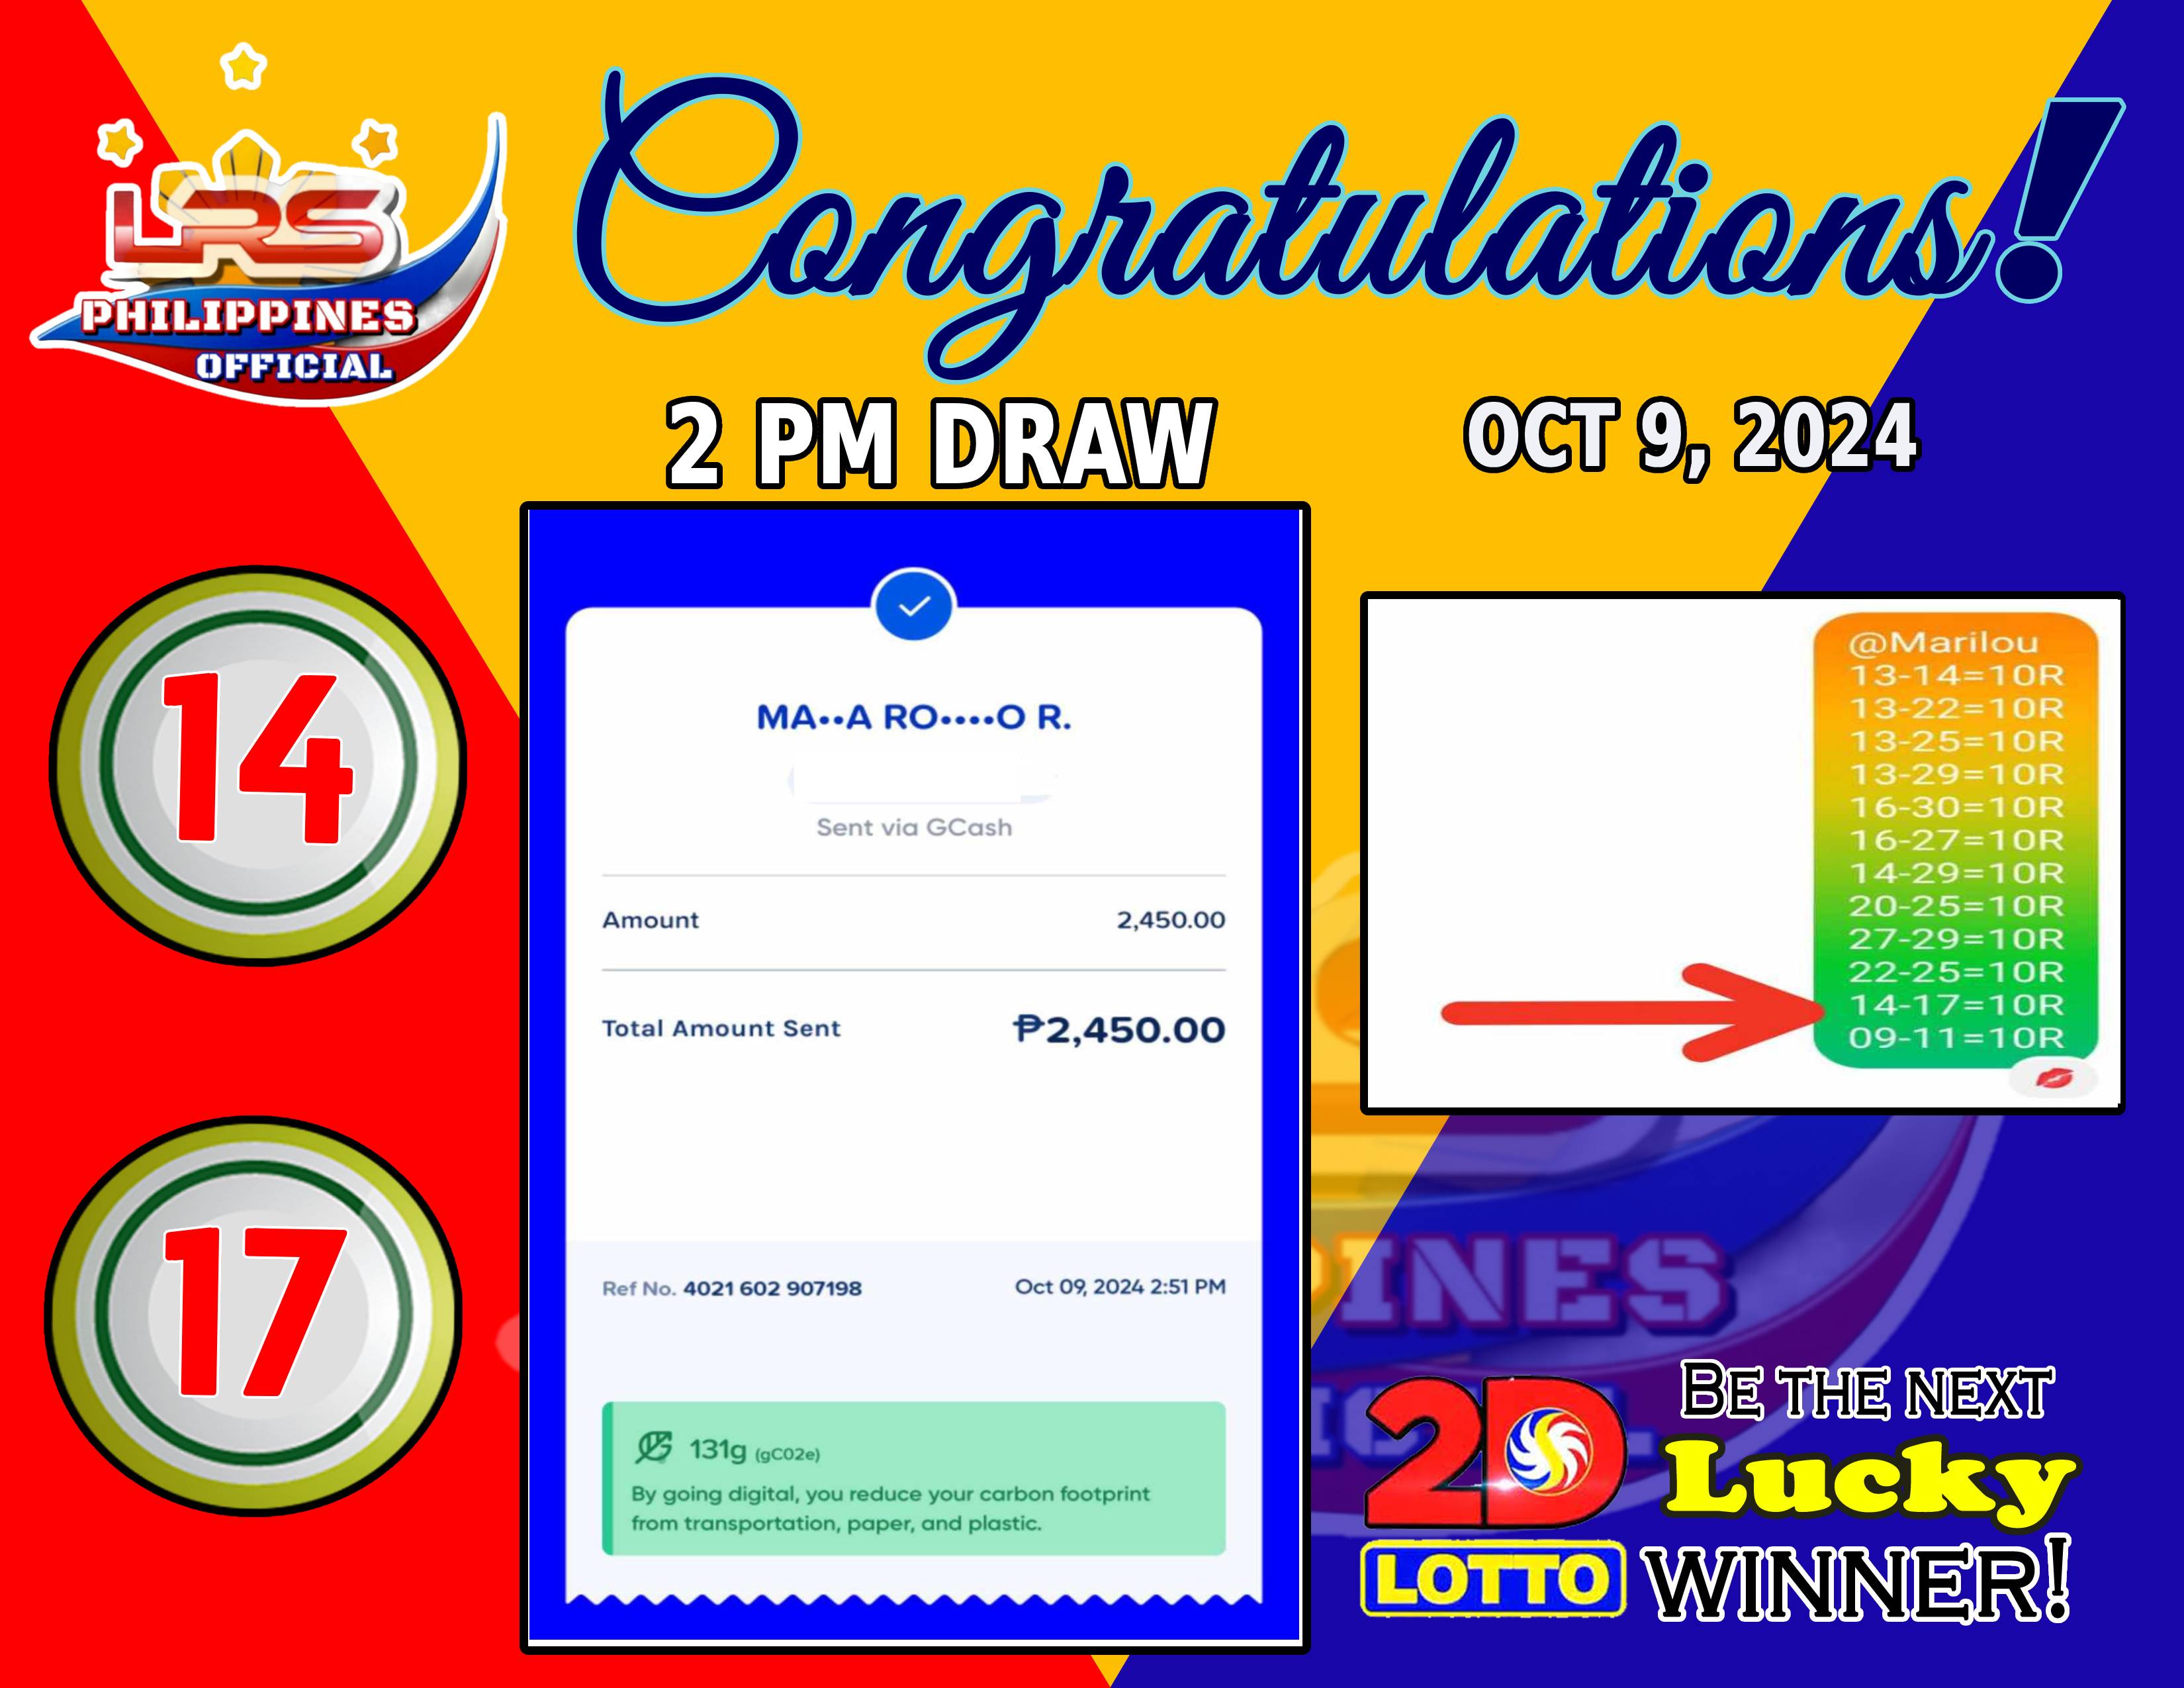 LRS
PHILIPPINES
OFFICIAL
Congratulations!
2 PM DRAW
OCT 9, 2024
14
17
MA••A RO••••O R.
Sent via GCash
Amount 2,450.00
Total Amount Sent ₱2,450.00
Ref No. 4021 602 907198 Oct 09, 2024 2:51 PM
131g (gCO2e)
By going digital, you reduce your carbon footprint
from transportation, paper, and plastic.
@Marilou
13-14=10R
13-22=10R
13-25=10R
13-29=10R
16-30=10R
16-27=10R
14-29=10R
20-25=10R
27-29=10R
22-25=10R
14-17=10R
09-11=10R
INES
2D
LOTTO
BE THE NEXT
Lucky
WINNER!